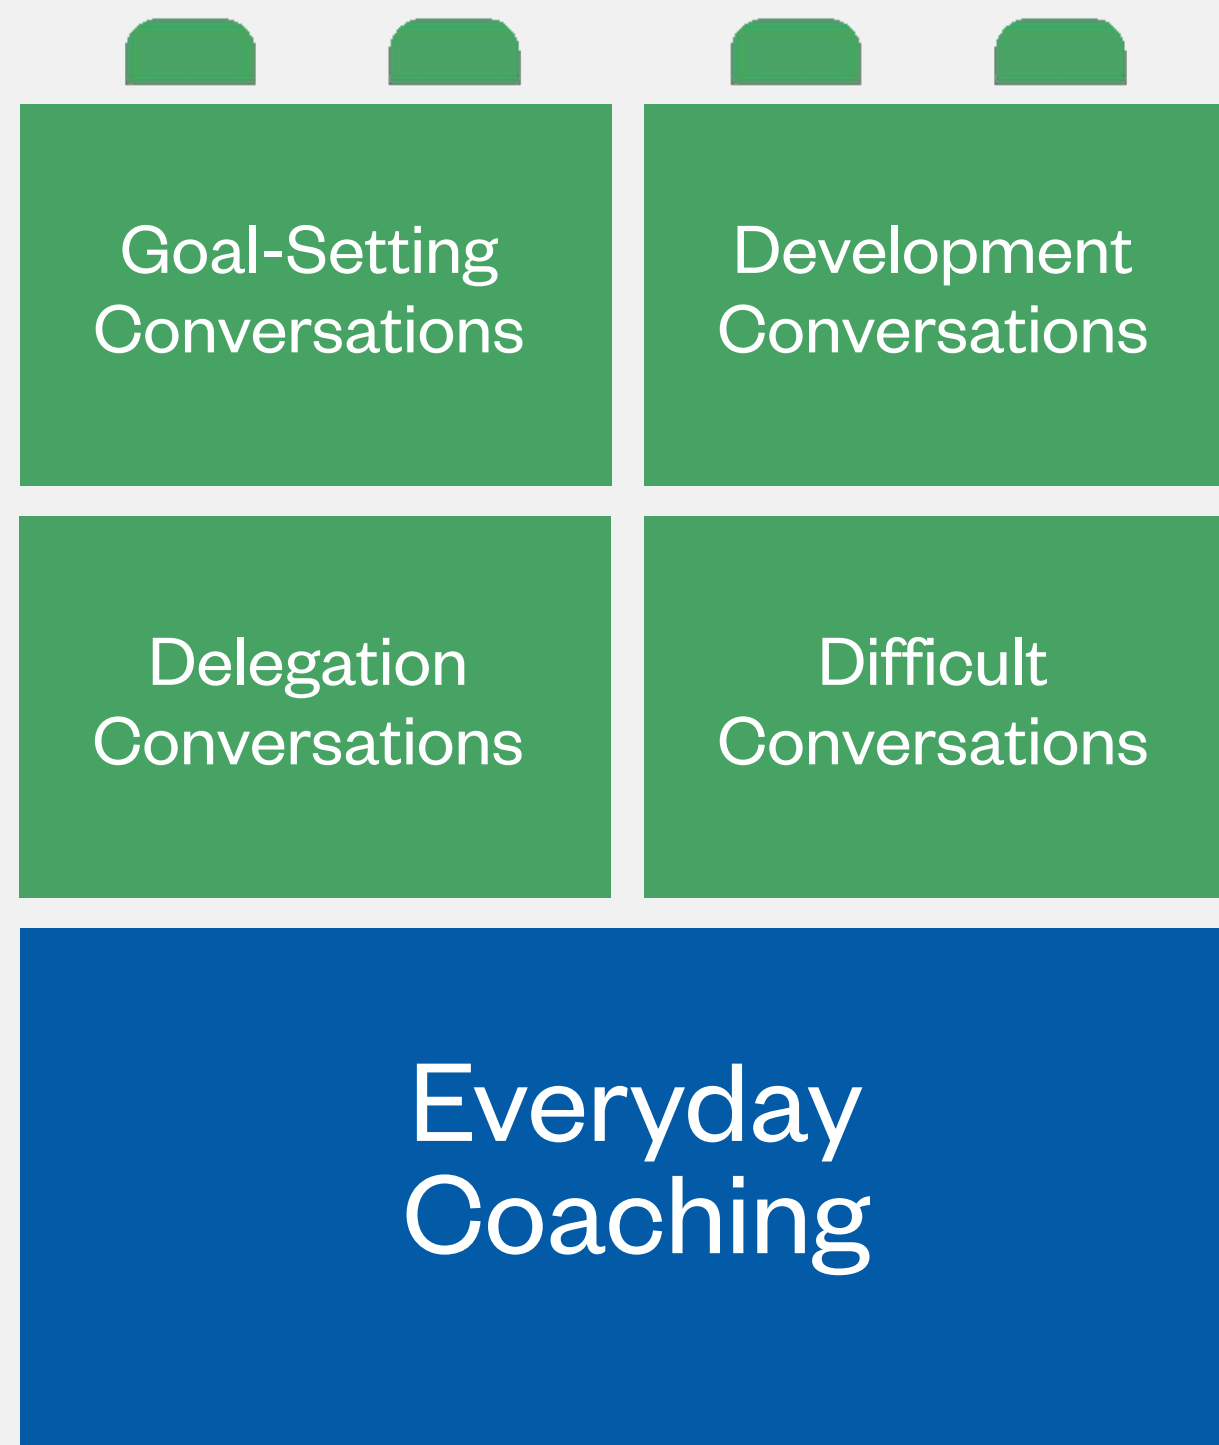 Goal-Setting
Conversations
Development
Conversations
Delegation
Conversations
Difficult
Conversations
Everyday
Coaching